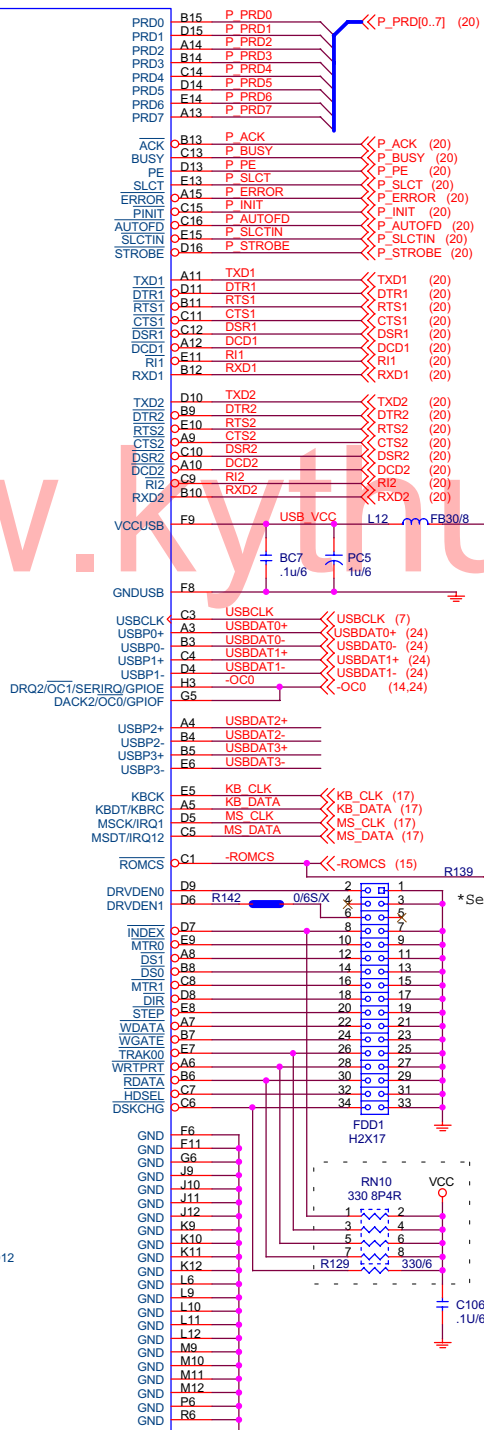 PRD0 B15 P_PRD0 P_PRD[0..7] (20)
PRD1 D15 P_PRD1
PRD2 A14 P_PRD2
PRD3 B14 P_PRD3
PRD4 C14 P_PRD4
PRD5 D14 P_PRD5
PRD6 E14 P_PRD6
PRD7 A13 P_PRD7
ACK B13 P_ACK P_ACK (20)
BUSY C13 P_BUSY P_BUSY (20)
PE D13 P_PE P_PE (20)
SLCT E13 P_SLCT P_SLCT (20)
ERROR A15 P_ERROR P_ERROR (20)
PINIT C15 P_INIT P_INIT (20)
AUTOFD C16 P_AUTOFD P_AUTOFD (20)
SLCTIN E15 P_SLCTIN P_SLCTIN (20)
STROBE D16 P_STROBE P_STROBE (20)
TXD1 A11 TXD1 TXD1 (20)
DTR1 D11 DTR1 DTR1 (20)
RTS1 B11 RTS1 RTS1 (20)
CTS1 C11 CTS1 CTS1 (20)
DSR1 C12 DSR1 DSR1 (20)
DCD1 A12 DCD1 DCD1 (20)
RI1 E11 RI1 RI1 (20)
RXD1 B12 RXD1 RXD1 (20)
TXD2 D10 TXD2 TXD2 (20)
DTR2 B9 DTR2 DTR2 (20)
RTS2 E10 RTS2 RTS2 (20)
CTS2 A9 CTS2 CTS2 (20)
DSR2 C10 DSR2 DSR2 (20)
DCD2 A10 DCD2 DCD2 (20)
RI2 C9 RI2 RI2 (20)
RXD2 B10 RXD2 RXD2 (20)
w.kythu
VCCUSB F9 USB_VCC L12 FB30/8
BC7 PC5
.1u/6 1u/6
GNDUSB F8
USBCLK C3 USBCLK USBCLK (7)
USBP0+ A3 USBDAT0+ USBDAT0+ (24)
USBP0- B3 USBDAT0- USBDAT0- (24)
USBP1+ C4 USBDAT1+ USBDAT1+ (24)
USBP1- D4 USBDAT1- USBDAT1- (24)
DRQ2/OC1/SERIRQ/GPIOE H3 -OC0 -OC0 (14,24)
DACK2/OC0/GPIOF G5
USBP2+ A4 USBDAT2+
USBP2- B4 USBDAT2-
USBP3+ B5 USBDAT3+
USBP3- E6 USBDAT3-
KBCK E5 KB_CLK KB_CLK (17)
KBDT/KBRC A5 KB_DATA KB_DATA (17)
MSCK/IRQ1 D5 MS_CLK MS_CLK (17)
MSDT/IRQ12 C5 MS_DATA MS_DATA (17)
ROMCS C1 -ROMCS -ROMCS (15)
R139
DRVDEN0 D9 2 1
DRVDEN1 D6 R142 0/6S/X 4 3 *Se
6 5
INDEX D7 8 7
MTR0 E9 10 9
DS1 A8 12 11
DS0 B8 14 13
MTR1 C8 16 15
DIR D8 18 17
STEP E8 20 19
WDATA A7 22 21
WGATE B7 24 23
TRAK00 E7 26 25
WRTPRT A6 28 27
RDATA B6 30 29
HDSEL C7 32 31
DSKCHG C6 34 33
FDD1
H2X17
GND F6
GND F11
GND G6
GND J9
GND J10
GND J11
GND J12
GND K9
GND K10
GND K11
GND K12
GND L6
GND L9
GND L10
GND L11
GND L12
GND M9
GND M10
GND M11
GND M12
GND P6
GND R6
RN10 VCC
330 8P4R
1 2
3 4
5 6
7 8
R129 330/6
C106
.1U/6
012